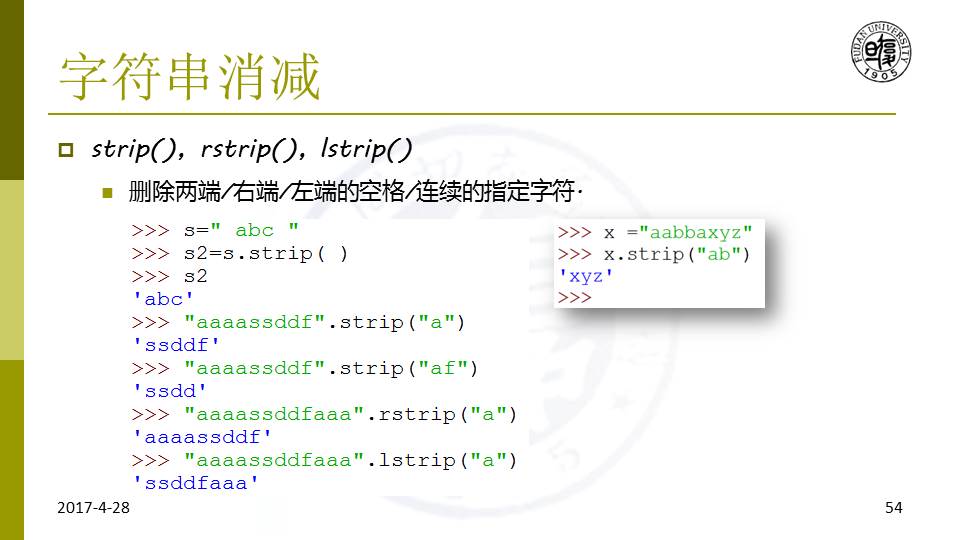 字符串消减
FUDAN UNIVERSITY
1905
strip(), rstrip(), lstrip()
删除两端/右端/左端的空格/连续的指定字符.
>>> s=" abc "
>>> s2=s.strip( )
>>> s2
'abc'
>>> "aaaassddf".strip("a")
'ssddf'
>>> "aaaassddf".strip("af")
'ssdd'
>>> "aaaassddfaaa".rstrip("a")
'aaaassddf'
>>> "aaaassddfaaa".lstrip("a")
'ssddfaaa'
>>> x ="aabbaxyz"
>>> x.strip("ab")
'xyz'
>>>
2017-4-28
54